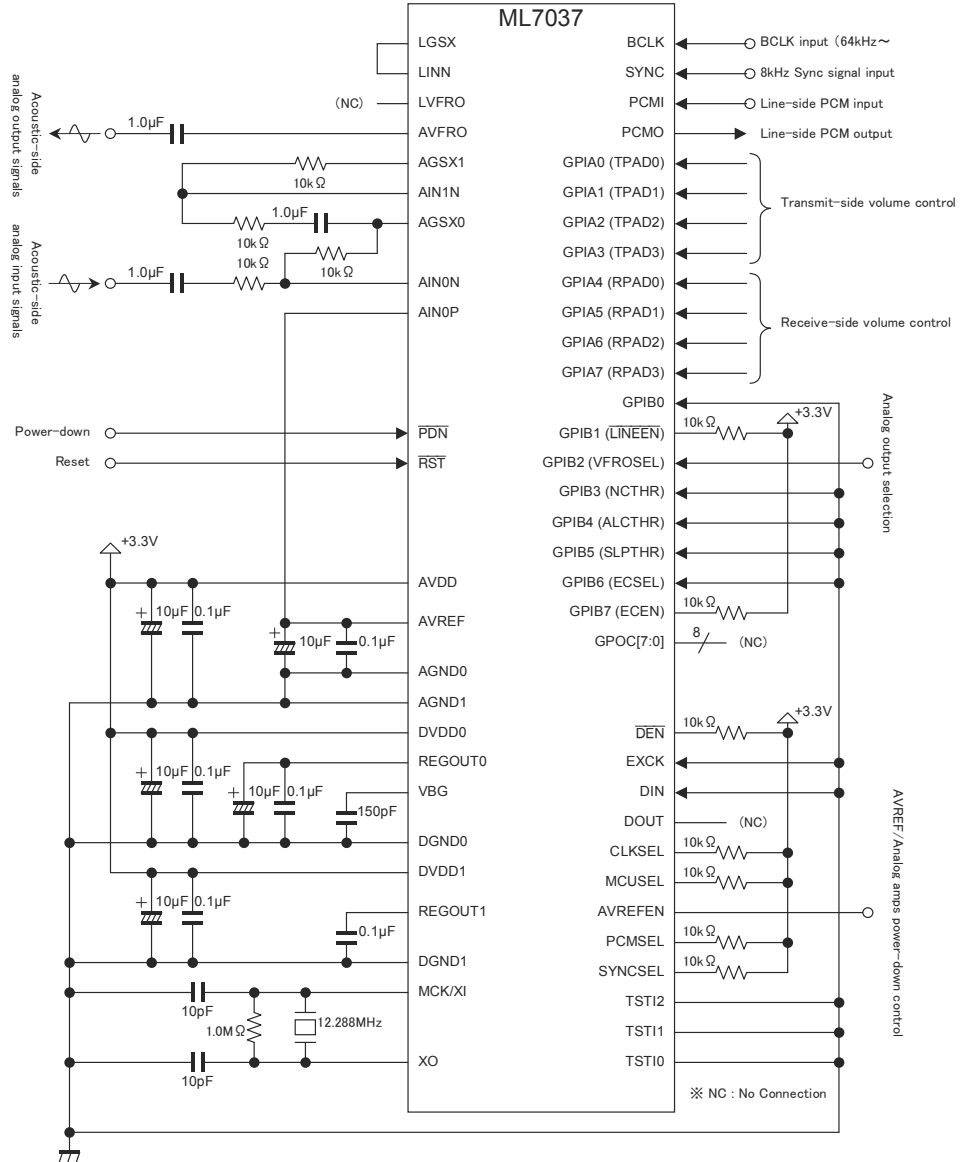 ML7037
LGSX
LINN
(NC)
LVFRO
Acoustic-side
analog output signals
1.0μF
AVFRO
AGSX1
10kΩ
AIN1N
1.0μF
AGSX0
10kΩ
10kΩ
10kΩ
Acoustic-side
analog input signals
1.0μF
AIN0N
AIN0P
Power-down
PDN
Reset
RST
+3.3V
AVDD
+
10μF
0.1μF
AVREF
+
10μF
0.1μF
AGND0
AGND1
DVDD0
+
10μF
0.1μF
REGOUT0
+
10μF
0.1μF
VBG
150pF
DGND0
DVDD1
+
10μF
0.1μF
REGOUT1
0.1μF
DGND1
MCK/XI
10pF
1.0MΩ
12.288MHz
XO
10pF
BCLK
BCLK input (64kHz～
SYNC
8kHz Sync signal input
PCMI
Line-side PCM input
PCMO
Line-side PCM output
GPIA0 (TPAD0)
GPIA1 (TPAD1)
GPIA2 (TPAD2)
GPIA3 (TPAD3)
Transmit-side volume control
GPIA4 (RPAD0)
GPIA5 (RPAD1)
GPIA6 (RPAD2)
GPIA7 (RPAD3)
Receive-side volume control
GPIB0
+3.3V
GPIB1 (LINEEN)
10kΩ
GPIB2 (VFROSEL)
Analog output selection
GPIB3 (NCTHR)
GPIB4 (ALCTHR)
GPIB5 (SLPTHR)
GPIB6 (ECSEL)
GPIB7 (ECEN)
10kΩ
GPOC[7:0]
8
(NC)
+3.3V
DEN
10kΩ
EXCK
DIN
DOUT
(NC)
CLKSEL
10kΩ
MCUSEL
10kΩ
AVREFEN
AVREF/Analog amps power-down control
PCMSEL
10kΩ
SYNCSEL
10kΩ
TSTI2
TSTI1
TSTI0
※ NC : No Connection